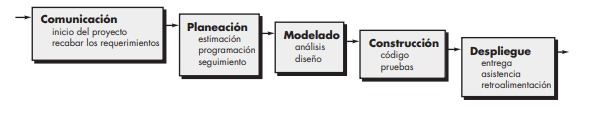 Comunicación
inicio del proyecto
recabar los requerimientos
Planeación
estimación
programación
seguimiento
Modelado
análisis
diseño
Construcción
código
pruebas
Despliegue
entrega
asistencia
retroalimentación